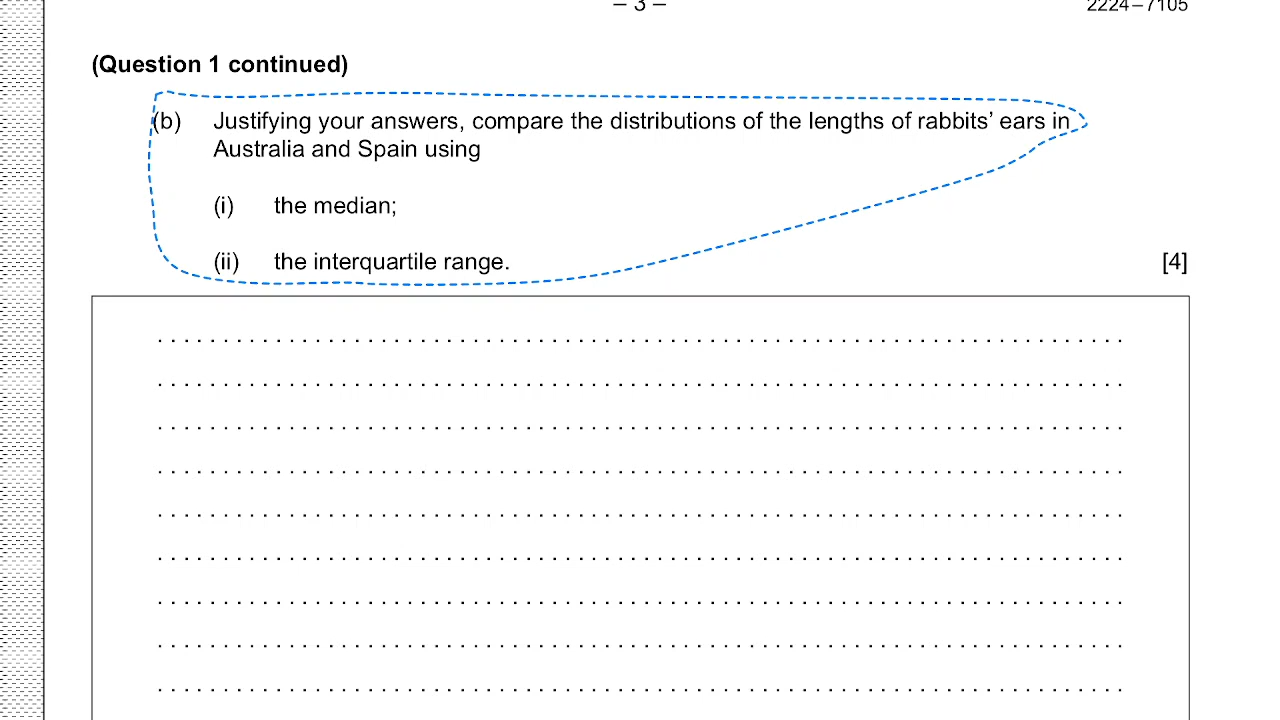 – 3 –
2224–7105
(Question 1 continued)
(b) Justifying your answers, compare the distributions of the lengths of rabbits’ ears in
Australia and Spain using
(i) the median;
(ii) the interquartile range.
[4]